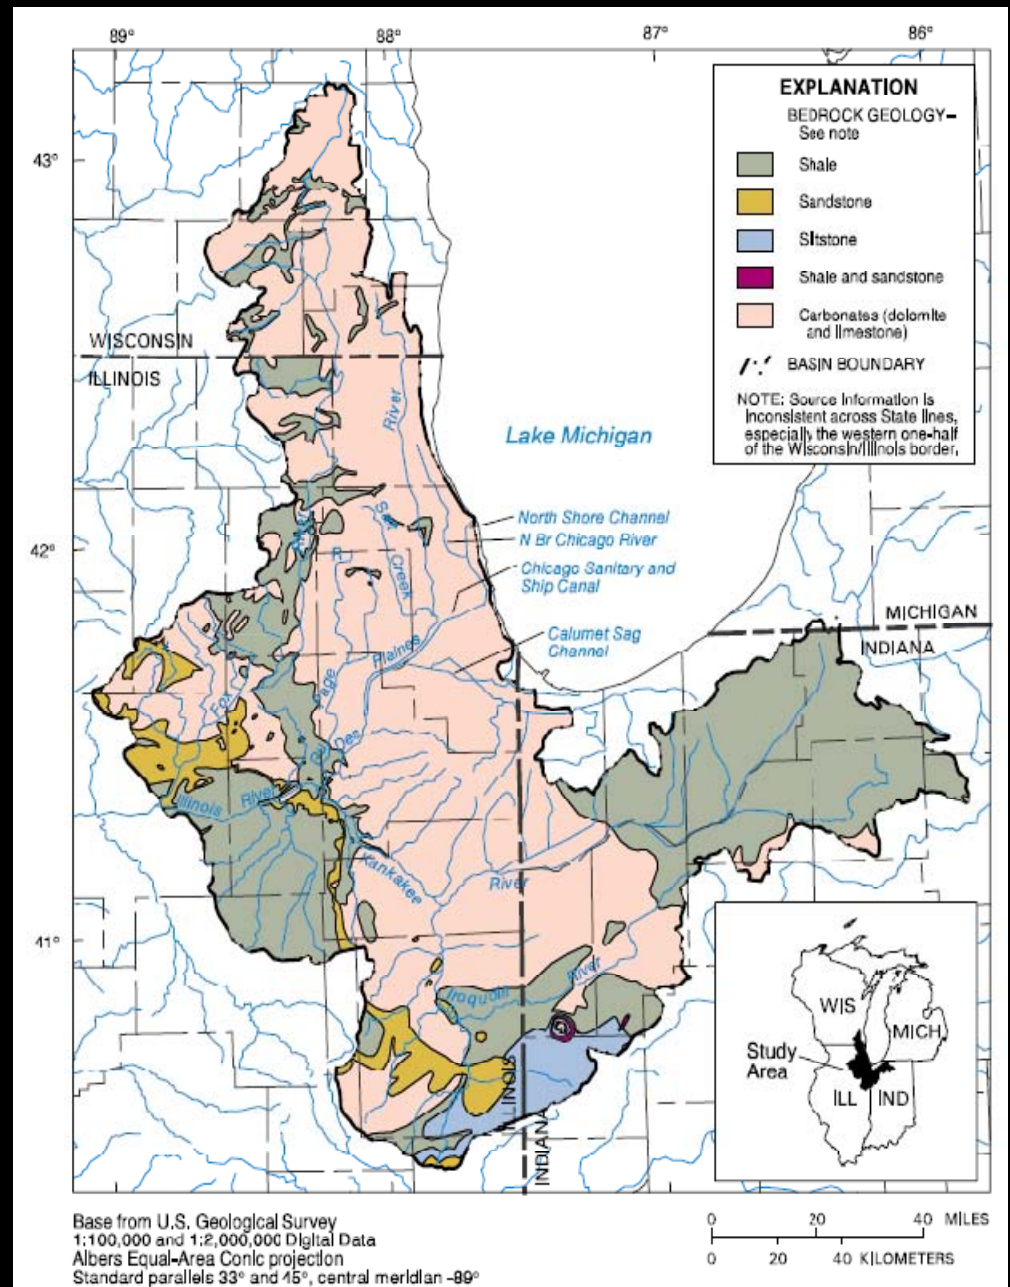 89°
88°
87°
86°
43°
42°
41°
EXPLANATION
BEDROCK GEOLOGY—
See note
Shale
Sandstone
Siltstone
Shale and sandstone
Carbonates (dolomite
and limestone)
BASIN BOUNDARY
NOTE: Source information is
inconsistent across State lines,
especially the western one-half
of the Wisconsin/Illinois border.
WISCONSIN
ILLINOIS
River
Lake Michigan
North Shore Channel
N Br Chicago River
Chicago Sanitary and
Ship Canal
Calumet Sag
Channel
MICHIGAN
INDIANA
Salt
Creek
R
Fox
Page
Des
Plaines
Illinois River
Kankakee
River
Iroquois
River
ILLINOIS
INDIANA
WIS
MICH
Study
Area
ILL
IND
Base from U.S. Geological Survey
1:100,000 and 1:2,000,000 Digital Data
Albers Equal-Area Conic projection
Standard parallels 33° and 45°, central meridian -89°
0 20 40 MILES
0 20 40 KILOMETERS